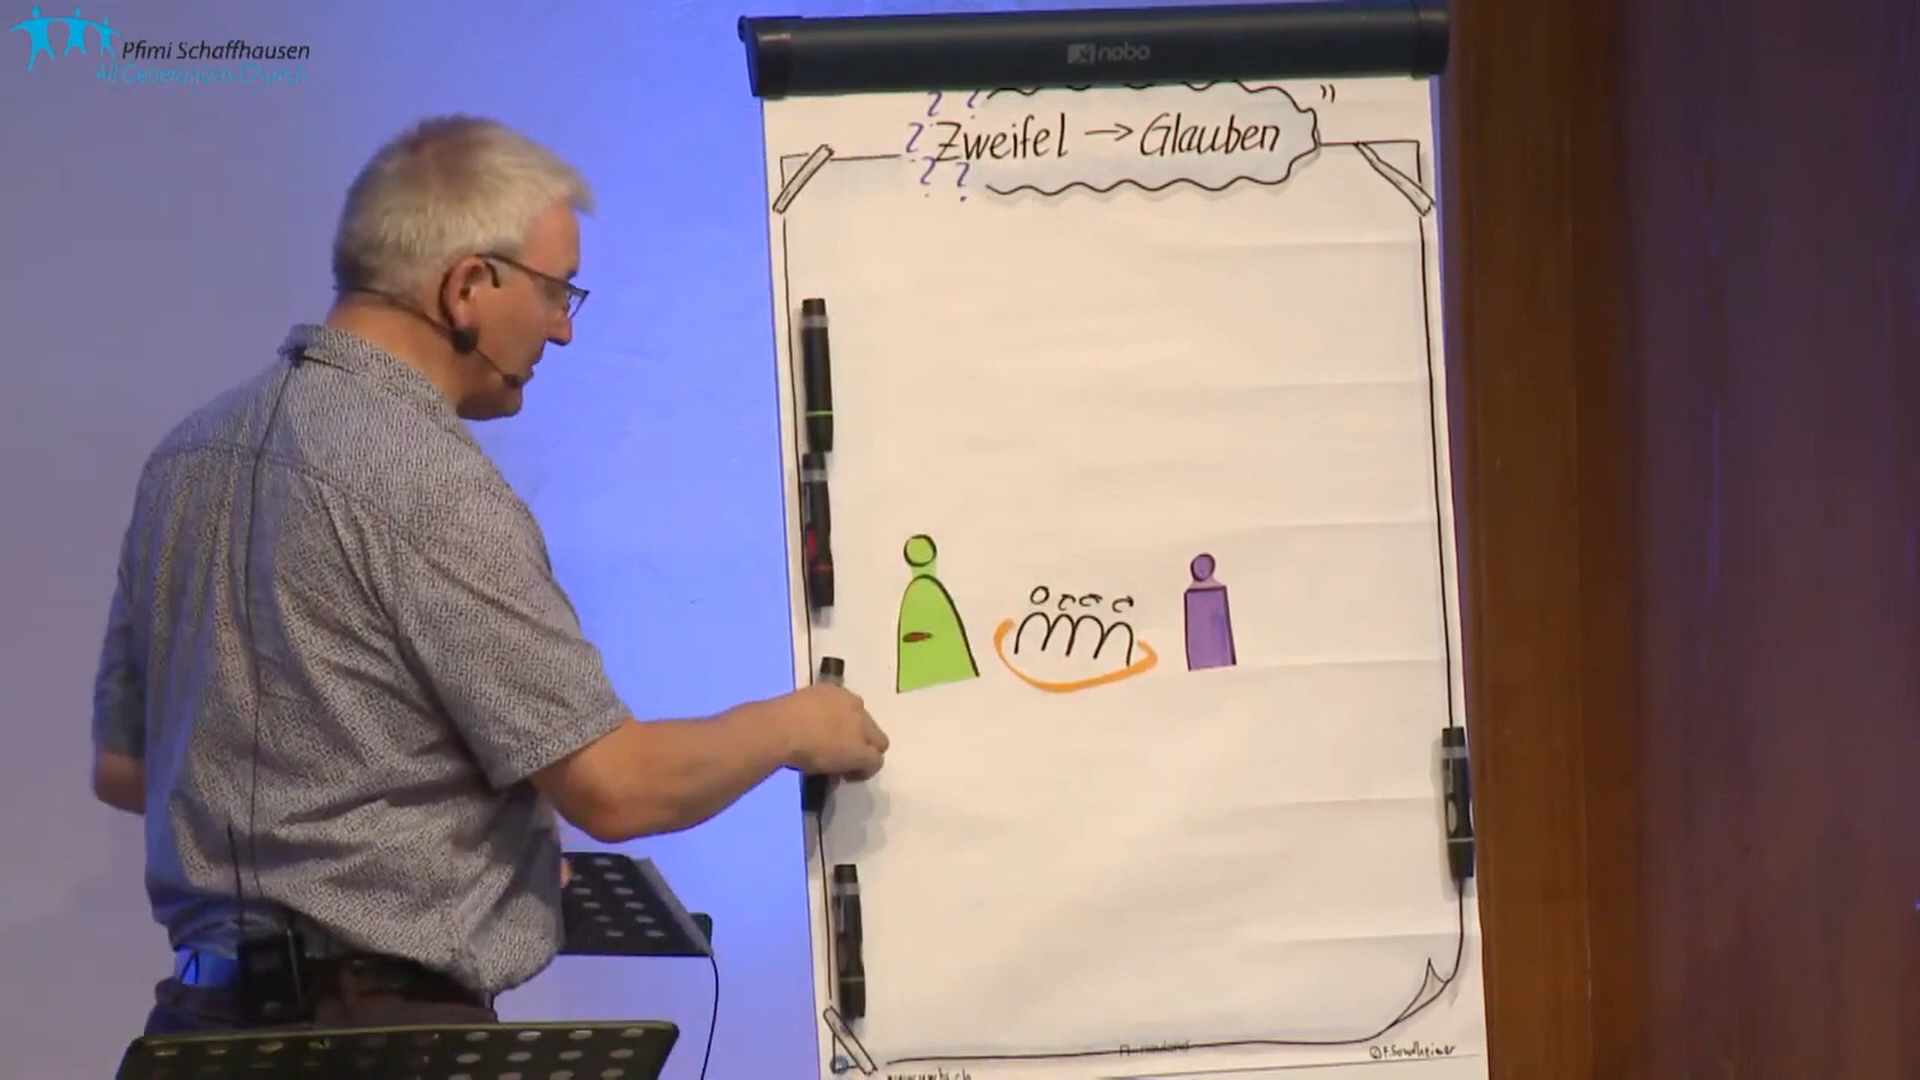 Pfimi Schaffhausen
All Generations Church
nobo
? ?
? Zweifel → Glauben "
? ?